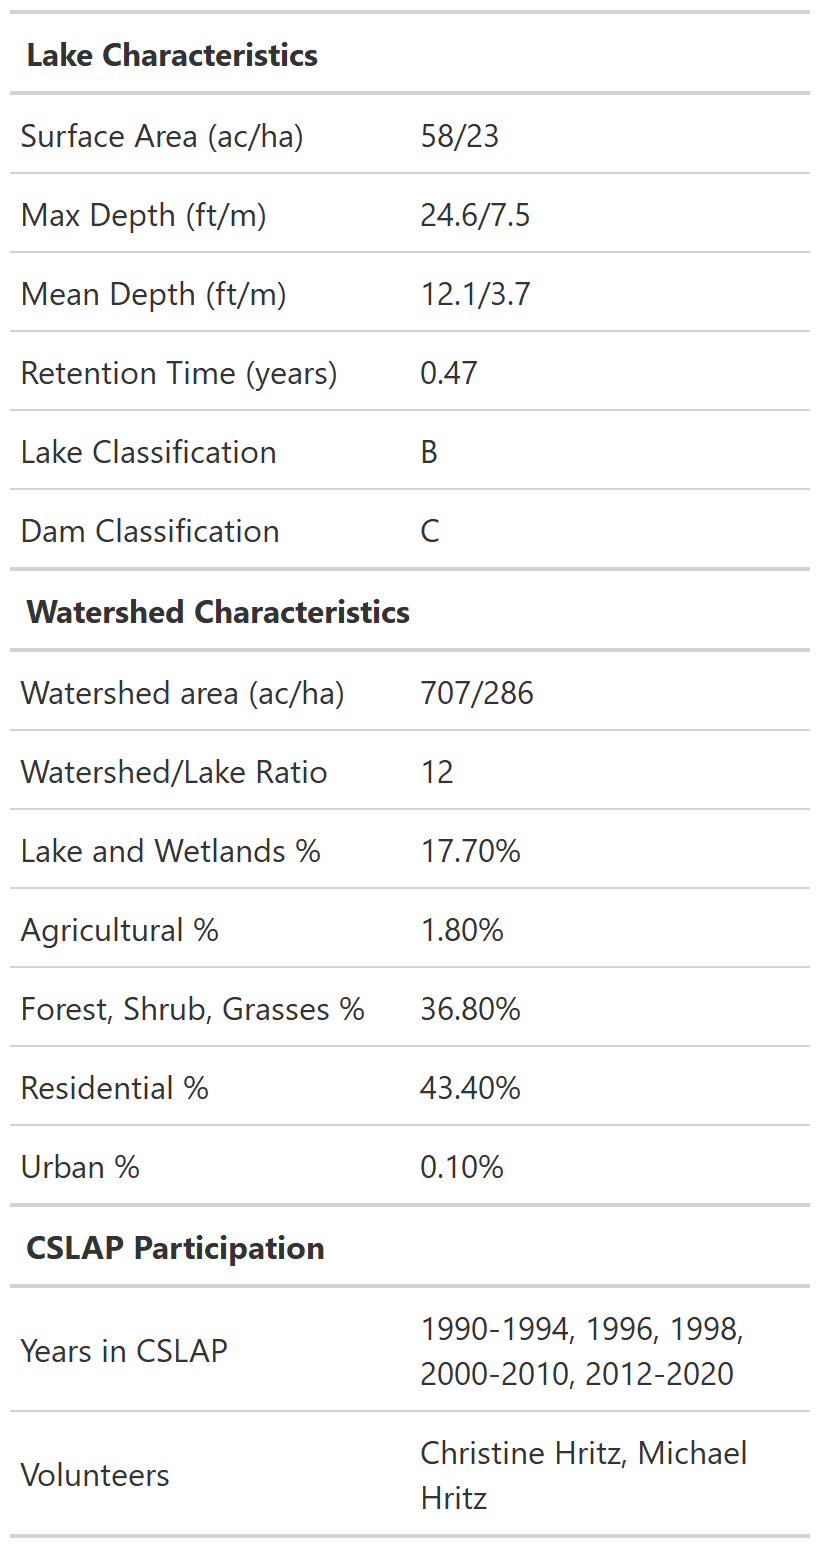 Lake Characteristics
Surface Area (ac/ha) 58/23
Max Depth (ft/m) 24.6/7.5
Mean Depth (ft/m) 12.1/3.7
Retention Time (years) 0.47
Lake Classification B
Dam Classification C
Watershed Characteristics
Watershed area (ac/ha) 707/286
Watershed/Lake Ratio 12
Lake and Wetlands % 17.70%
Agricultural % 1.80%
Forest, Shrub, Grasses % 36.80%
Residential % 43.40%
Urban % 0.10%
CSLAP Participation
Years in CSLAP 1990-1994, 1996, 1998,
2000-2010, 2012-2020
Volunteers Christine Hritz, Michael
Hritz